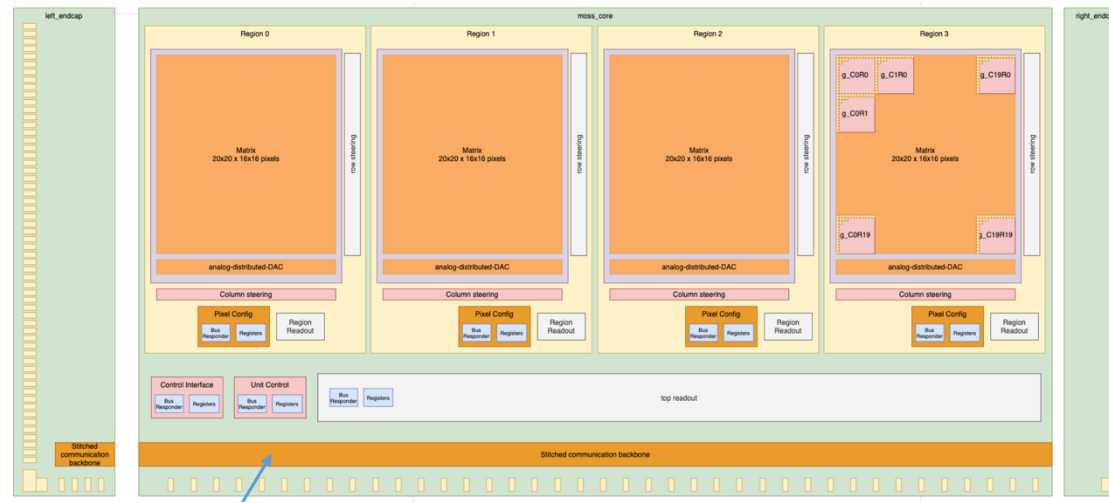 left_endcap
moss_core
right_endc
Region 0
Region 1
Region 2
Region 3
g_C0R0
g_C1R0
g_C19R0
g_C0R1
Matrix
20x20 x 16x16 pixels
row steering
Matrix
20x20 x 16x16 pixels
row steering
Matrix
20x20 x 16x16 pixels
row steering
Matrix
20x20 x 16x16 pixels
row steering
g_C0R19
g_C19R19
analog-distributed-DAC
analog-distributed-DAC
analog-distributed-DAC
analog-distributed-DAC
Column steering
Column steering
Column steering
Column steering
Pixel Config
Bus
Responder
Registers
Region
Readout
Pixel Config
Bus
Responder
Registers
Region
Readout
Pixel Config
Bus
Responder
Registers
Region
Readout
Pixel Config
Bus
Responder
Registers
Region
Readout
Control Interface
Bus
Responder
Registers
Unit Control
Bus
Responder
Registers
Bus
Responder
Registers
top readout
Stitched
communication
backbone
Stitched communication backbone